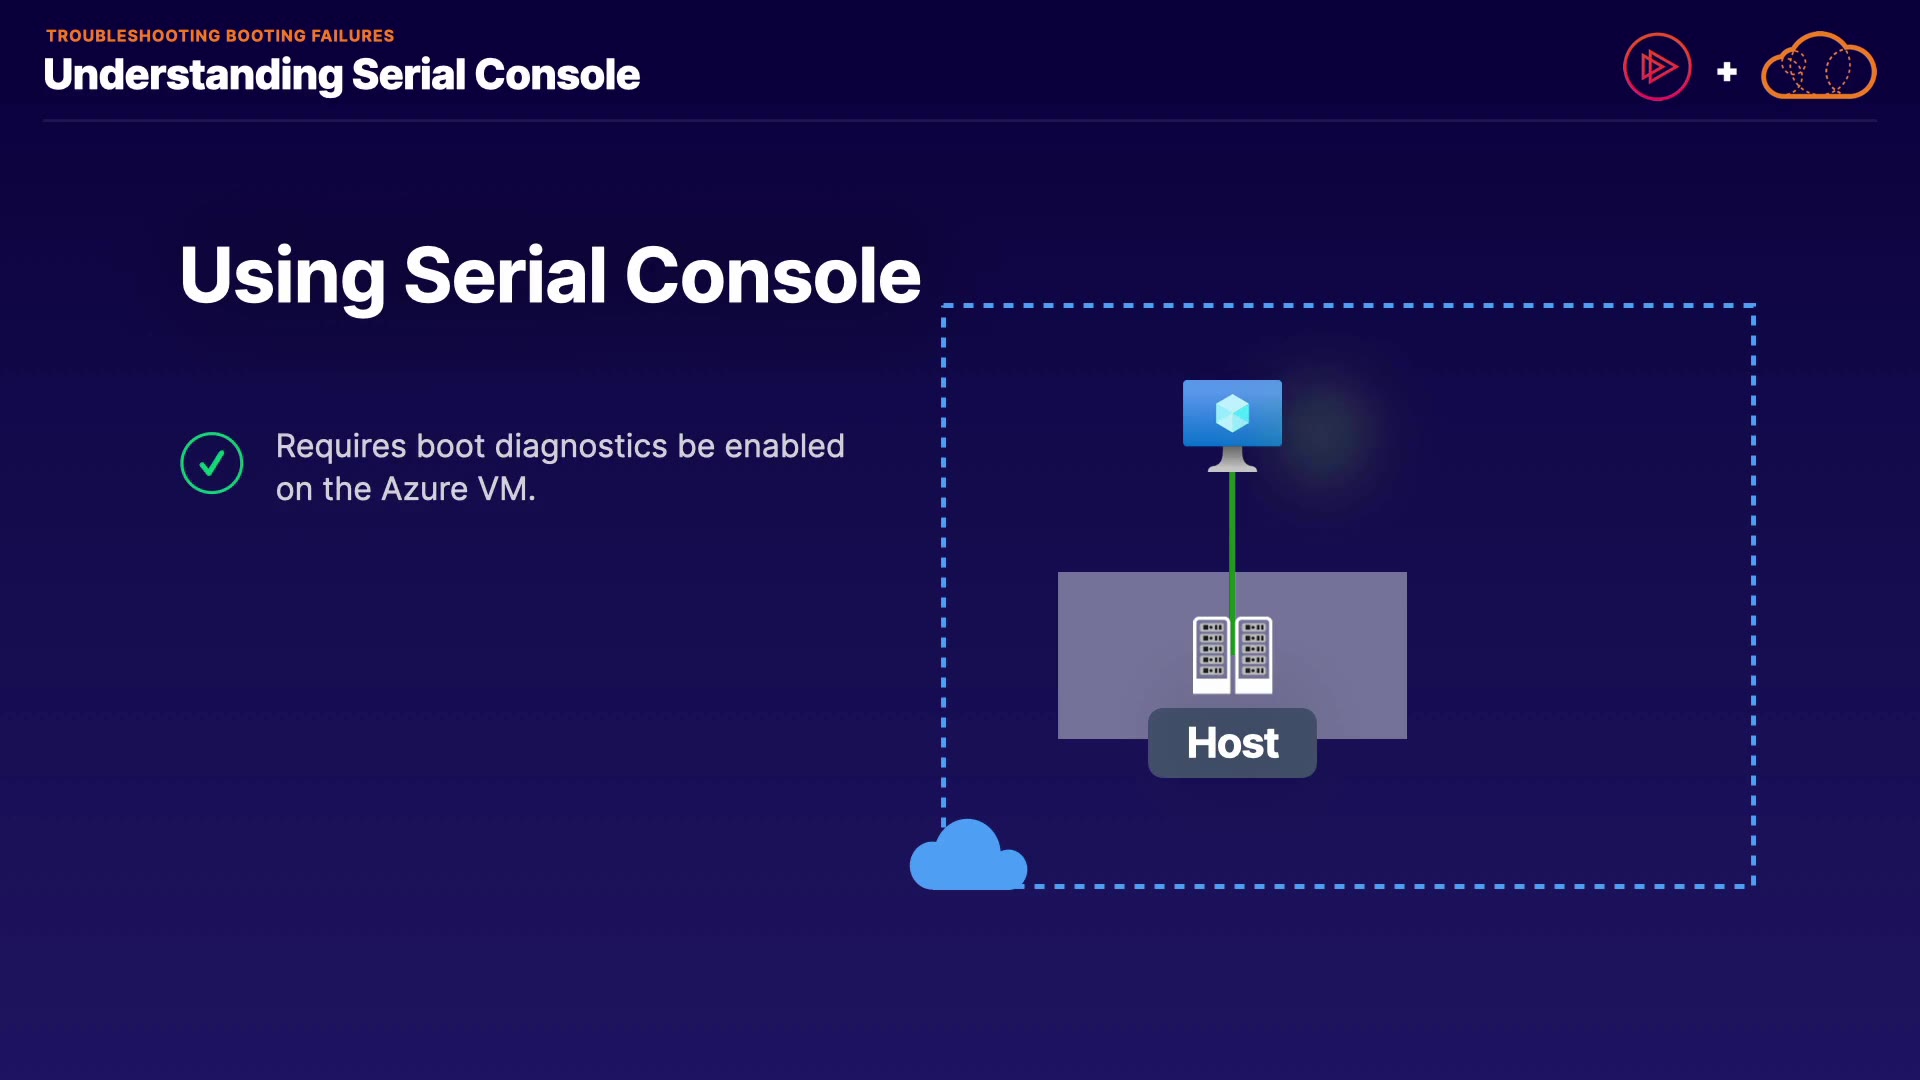 TROUBLESHOOTING BOOTING FAILURES
Understanding Serial Console
+
Using Serial Console
Requires boot diagnostics be enabled
on the Azure VM.
Host